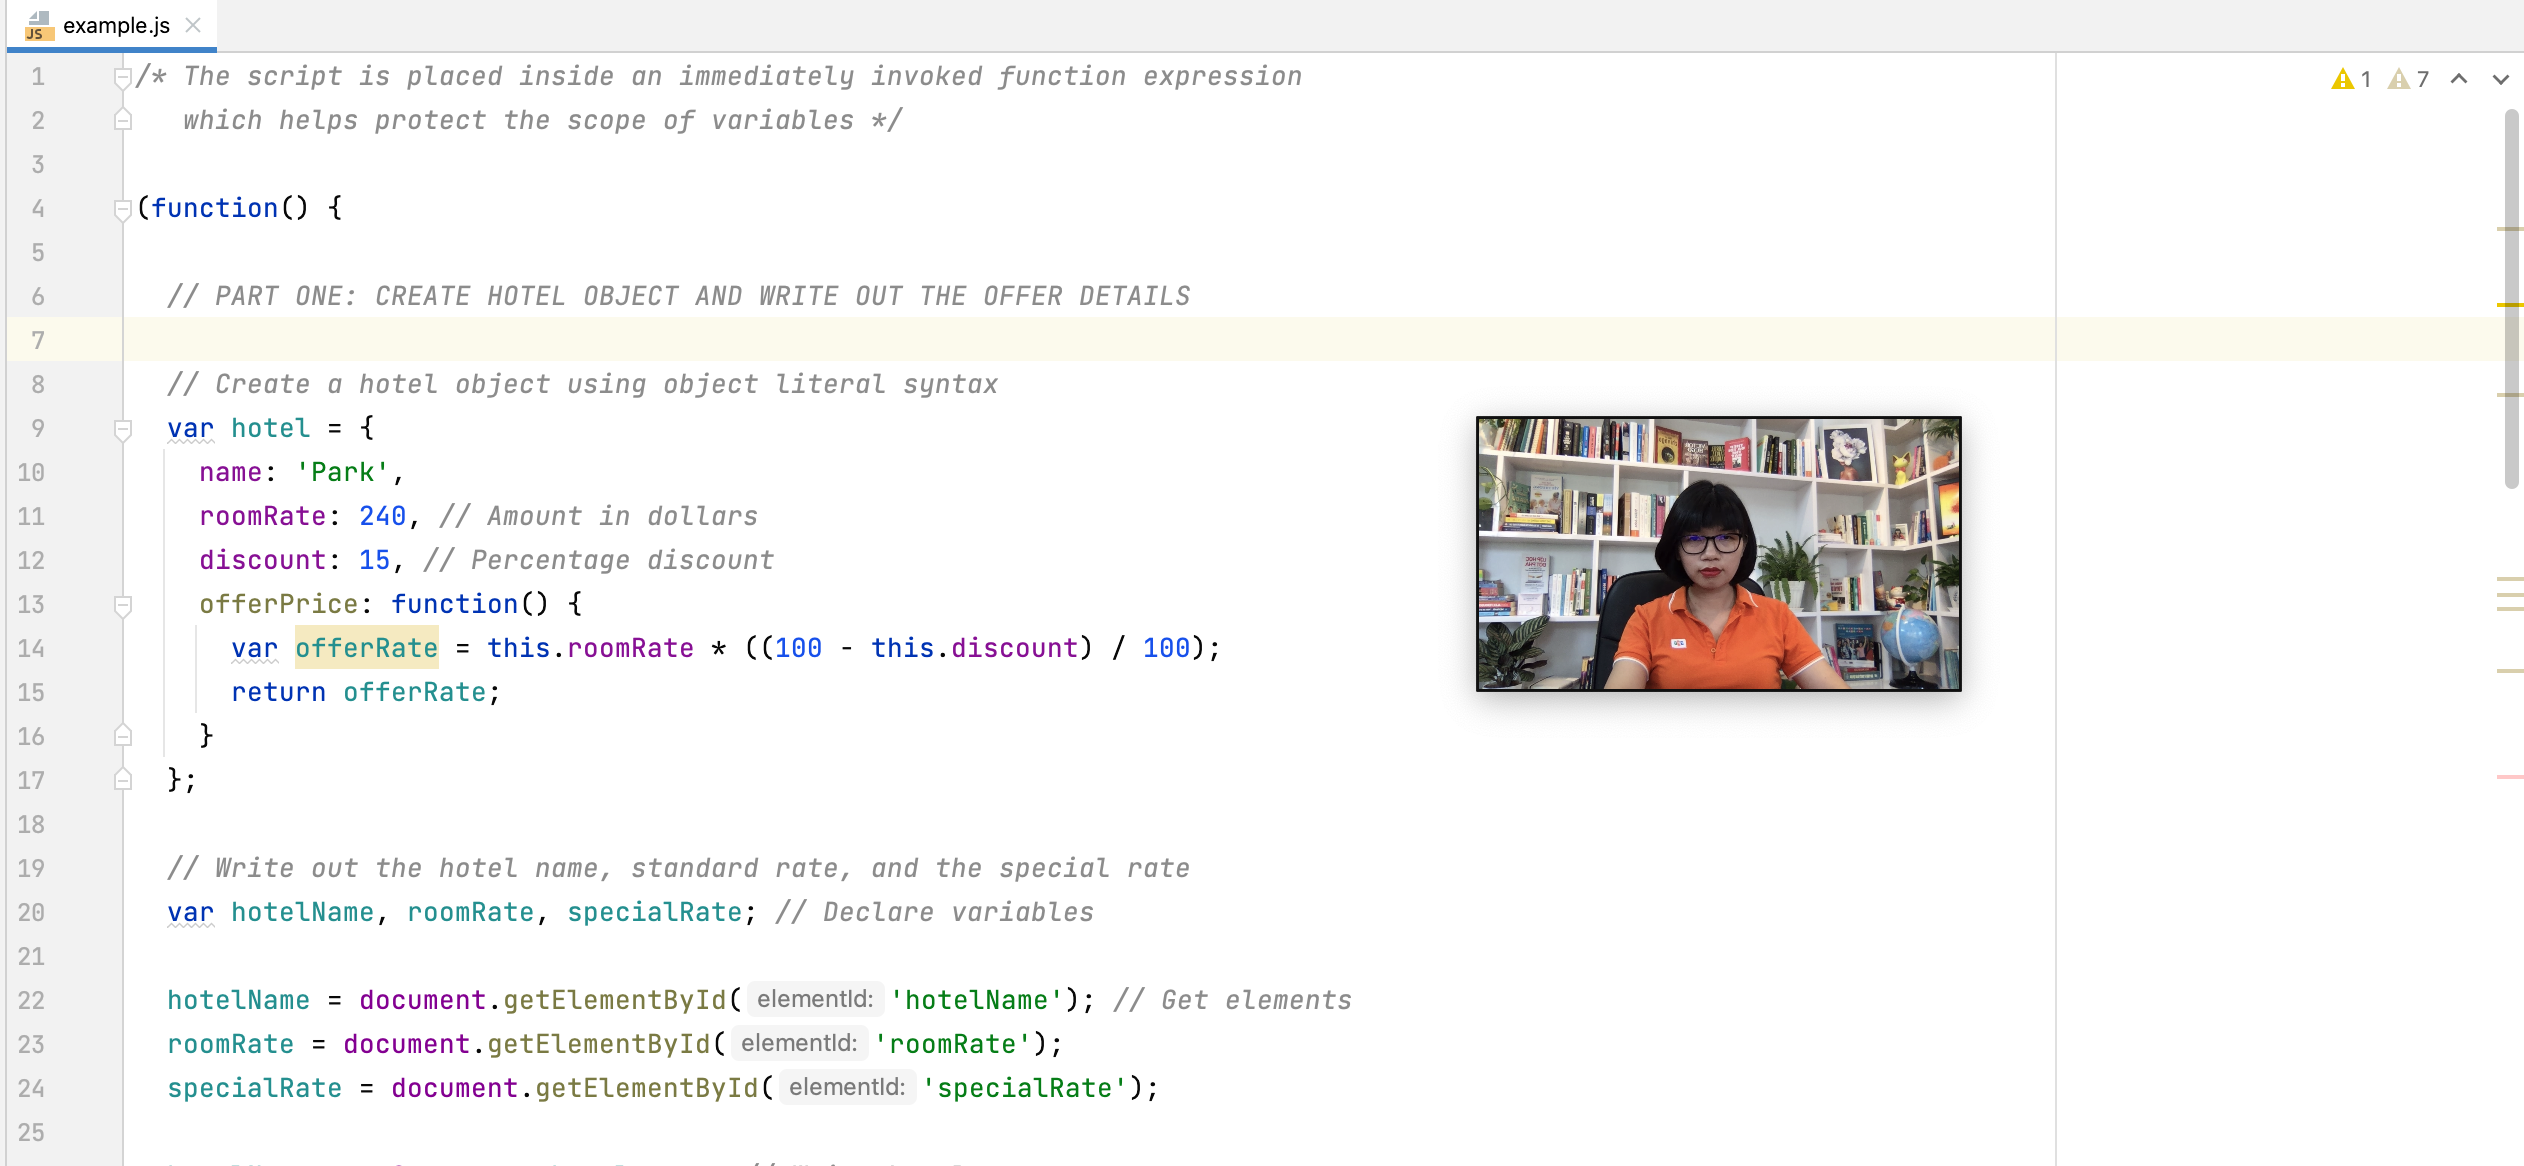 example.js
1 /* The script is placed inside an immediately invoked function expression
2 which helps protect the scope of variables */
3
4 (function() {
5
6 // PART ONE: CREATE HOTEL OBJECT AND WRITE OUT THE OFFER DETAILS
7
8 // Create a hotel object using object literal syntax
9 var hotel = {
10 name: 'Park',
11 roomRate: 240, // Amount in dollars
12 discount: 15, // Percentage discount
13 offerPrice: function() {
14 var offerRate = this.roomRate * ((100 - this.discount) / 100);
15 return offerRate;
16 }
17 };
18
19 // Write out the hotel name, standard rate, and the special rate
20 var hotelName, roomRate, specialRate; // Declare variables
21
22 hotelName = document.getElementById( elementId: 'hotelName'); // Get elements
23 roomRate = document.getElementById( elementId: 'roomRate');
24 specialRate = document.getElementById( elementId: 'specialRate');
25
1 7
JS